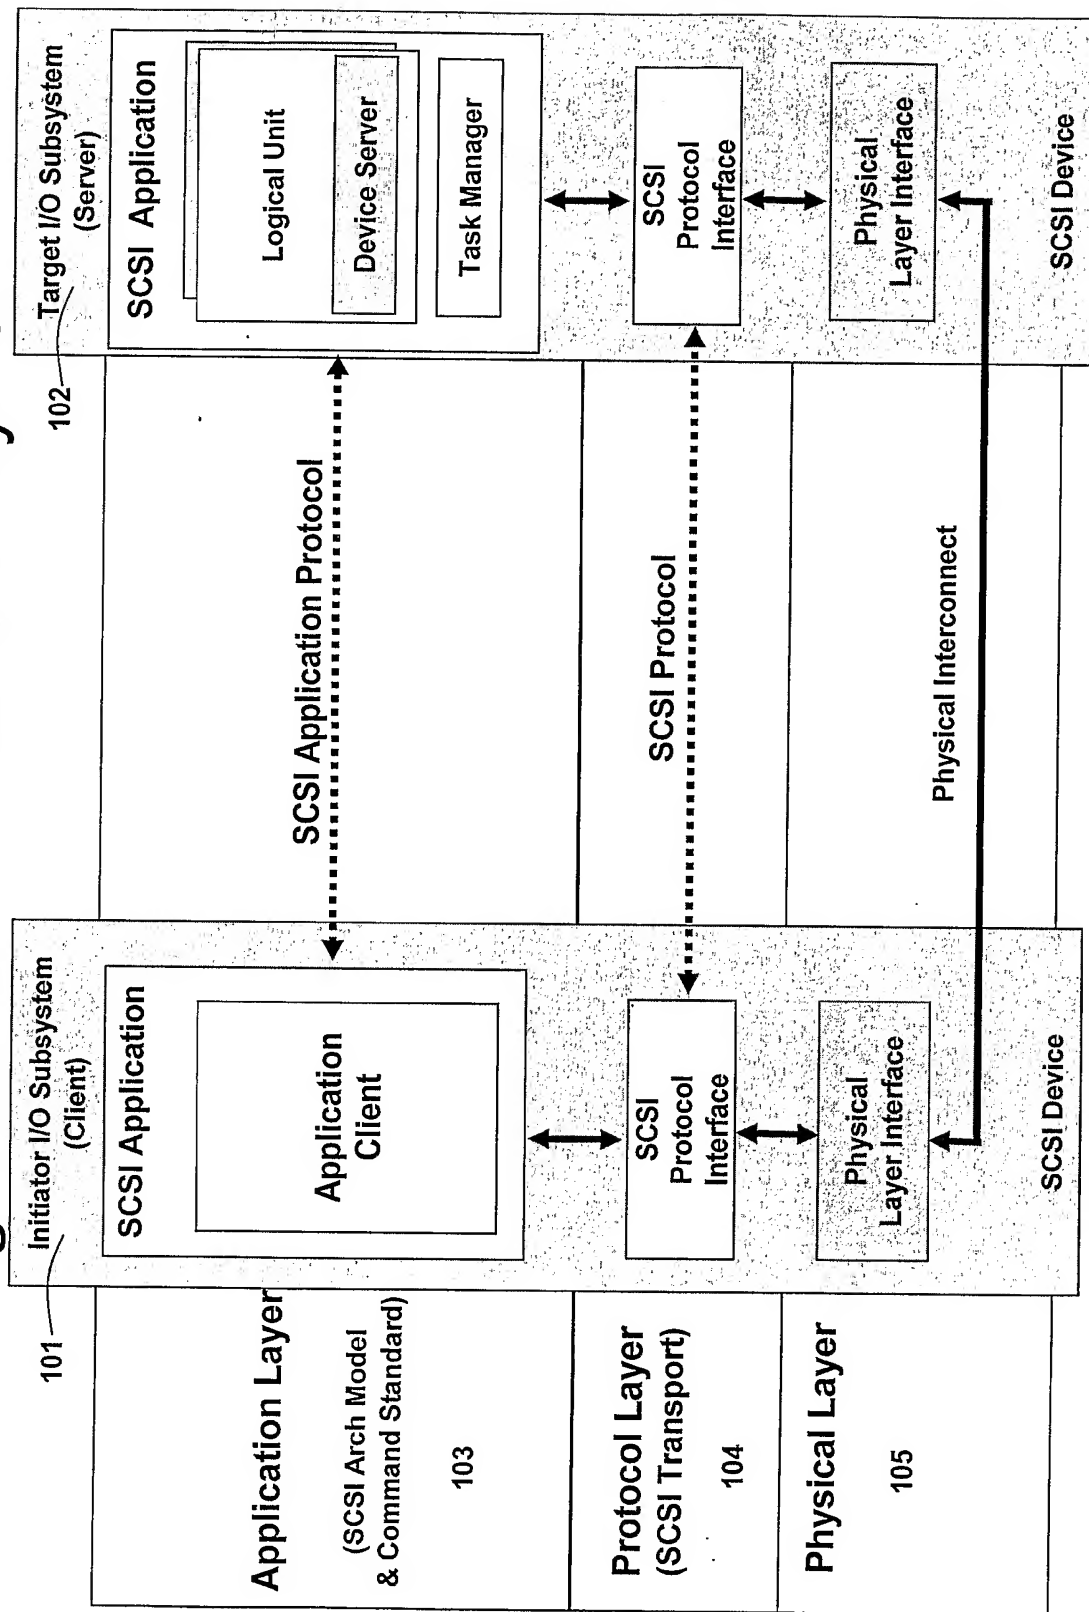 101
Initiator I/O Subsystem
(Client)
102
Target I/O Subsystem
(Server)
Application Layer
(SCSI Arch Model
& Command Standard)
103
SCSI Application
Application
Client
SCSI Application Protocol
SCSI Application
Logical Unit
Device Server
Task Manager
Protocol Layer
(SCSI Transport)
104
SCSI
Protocol
Interface
SCSI Protocol
SCSI
Protocol
Interface
Physical Layer
105
Physical
Layer Interface
Physical Interconnect
Physical
Layer Interface
SCSI Device
SCSI Device